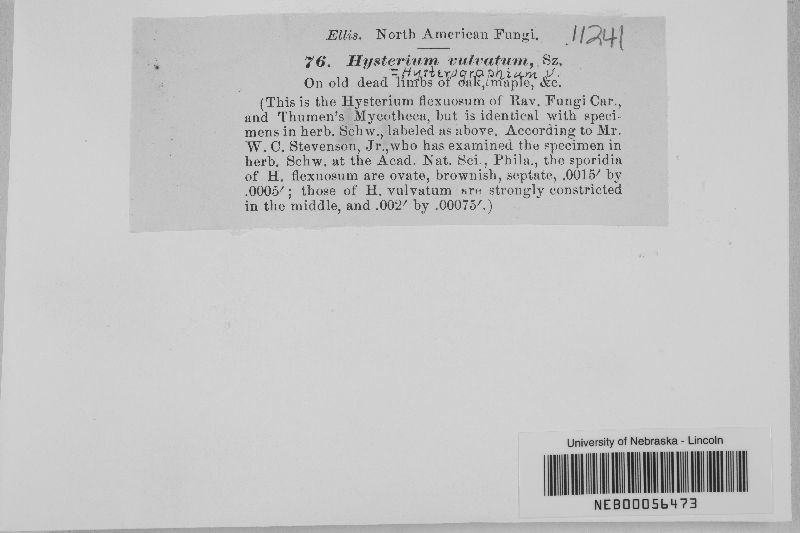 Ellis. North American Fungi. 11241
76. Hysterium vulvatum, Sz.
=Hysterographium v.
On old dead limbs of oak, maple, &c.
(This is the Hysterium flexuosum of Rav. Fungi Car.,
and Thumen's Mycotheca, but is identical with speci-
mens in herb. Schw., labeled as above. According to Mr.
W. C. Stevenson, Jr., who has examined the specimen in
herb. Schw. at the Acad. Nat. Sci., Phila., the sporidia
of H. flexuosum are ovate, brownish, septate, .0015′ by
.0005′; those of H. vulvatum are strongly constricted
in the middle, and .002′ by .00075′.)
University of Nebraska - Lincoln
NEB00056473